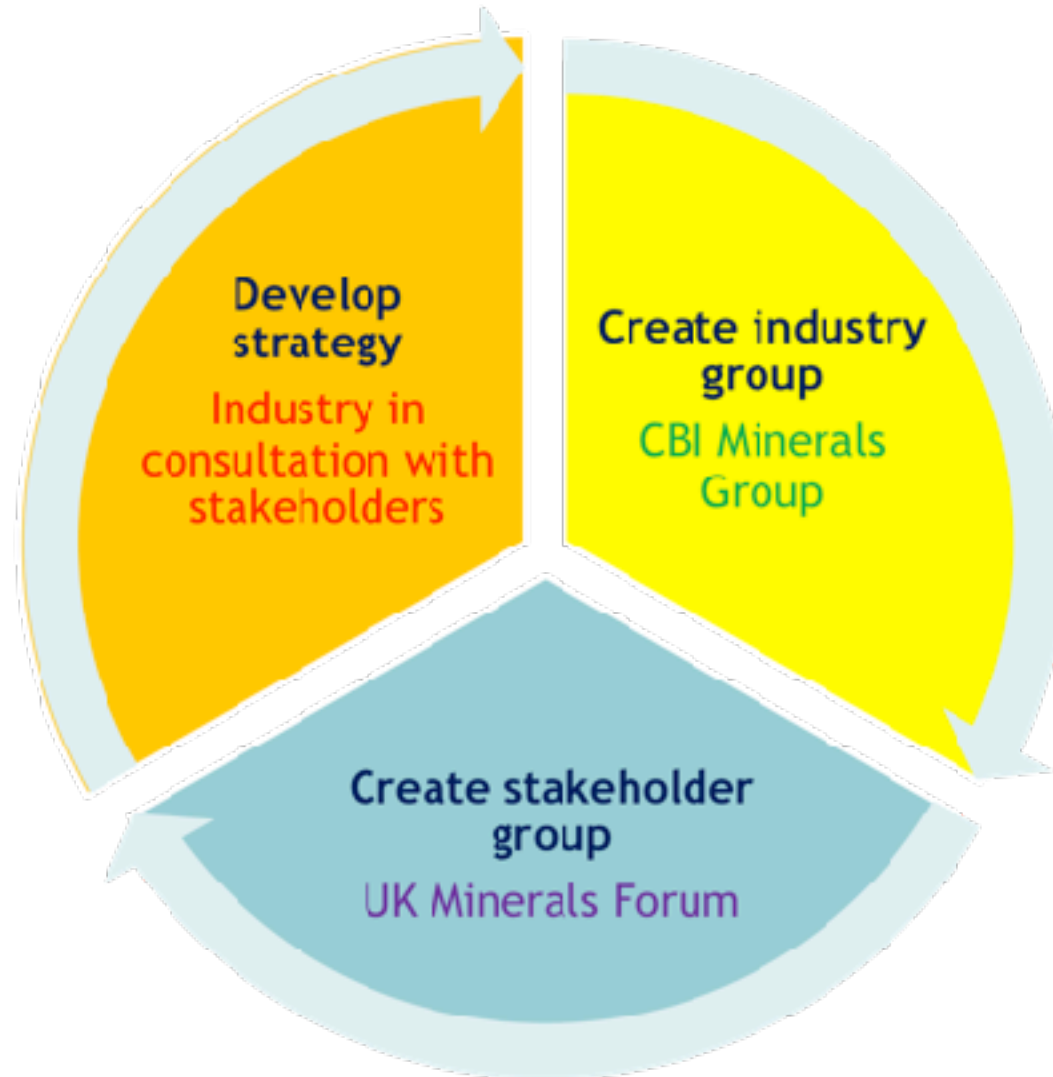 Develop
strategy
Industry in
consultation with
stakeholders
Create industry
group
CBI Minerals
Group
Create stakeholder
group
UK Minerals Forum